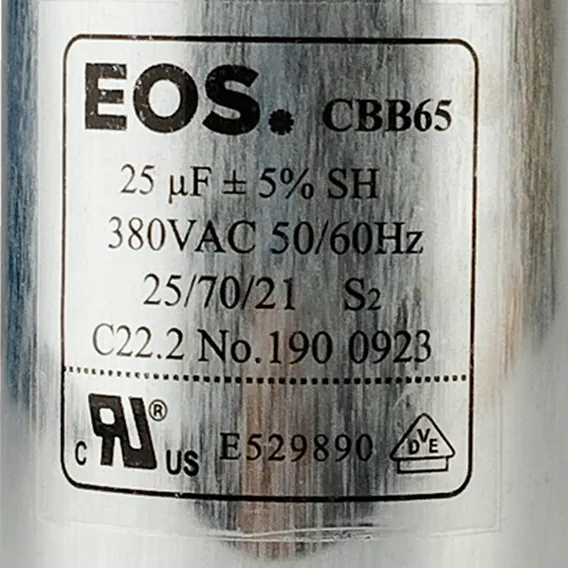 EOS. CBB65
25 µF ± 5% SH
380VAC 50/60Hz
25/70/21 S2
C22.2 No.190 0923
C RU® US E529890 DVE